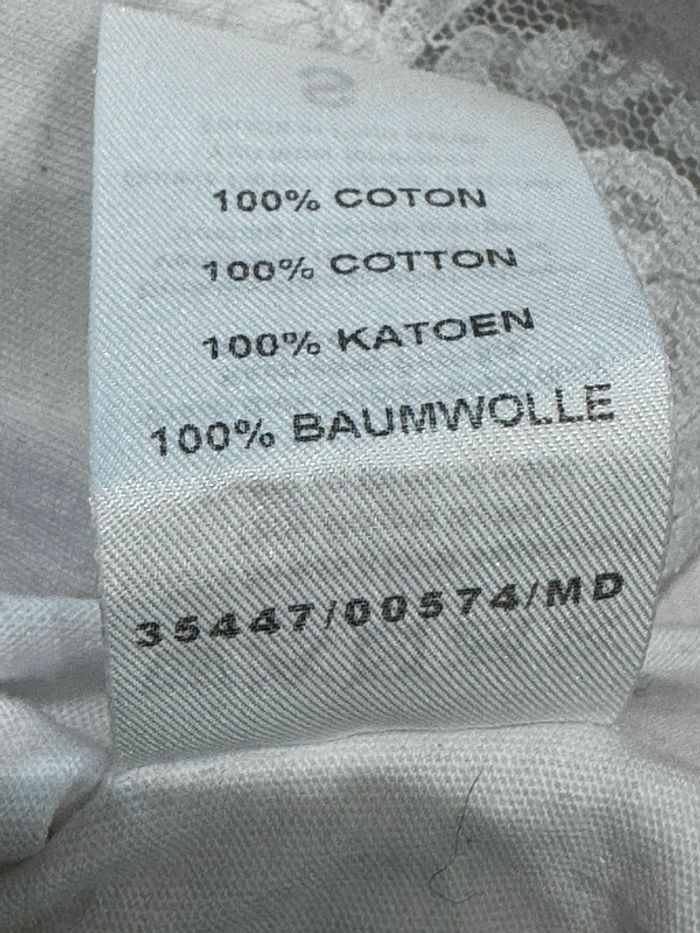 100% COTON
100% COTTON
100% KATOEN
100% BAUMWOLLE
35447/00574/MD